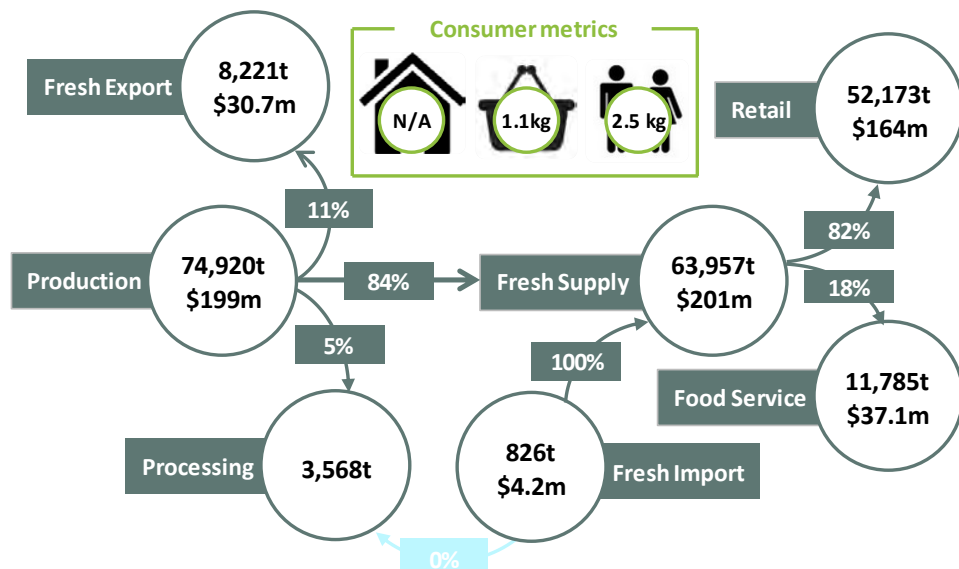 Consumer metrics
N/A
1.1kg
2.5 kg
Fresh Export
8,221t
$30.7m
Retail
52,173t
$164m
11%
82%
Production
74,920t
$199m
84%
Fresh Supply
63,957t
$201m
18%
5%
100%
Food Service
11,785t
$37.1m
Processing
3,568t
826t
$4.2m
Fresh Import
0%